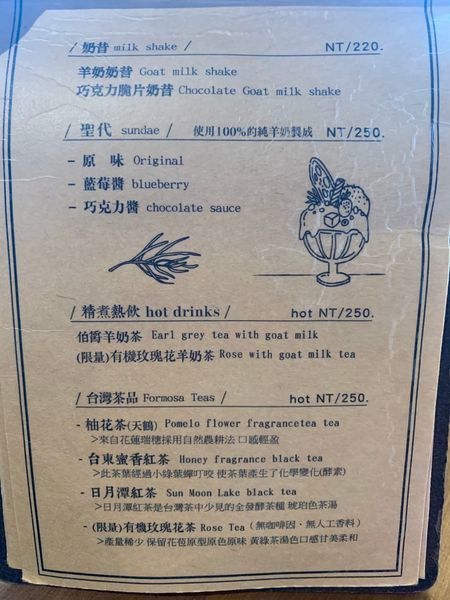 / 奶昔 milk shake / NT/220.
羊奶奶昔 Goat milk shake
巧克力脆片奶昔 Chocolate Goat milk shake
/ 聖代 sundae / 使用100%的純羊奶製成 NT/250.
- 原 味 Original
- 藍莓醬 blueberry
- 巧克力醬 chocolate sauce
/ 精煮熱飲 hot drinks / hot NT/250.
伯爵羊奶茶 Earl grey tea with goat milk
(限量)有機玫瑰花羊奶茶 Rose with goat milk tea
/ 台灣茶品 Formosa Teas / hot NT/250.
- 柚花茶(天鶴) Pomelo flower fragrancetea tea
>來自花蓮瑞穗採用自然農耕法 口感輕盈
- 台東蜜香紅茶 Honey fragrance black tea
>此茶葉經過小綠葉蟬叮咬 使茶葉產生了化學變化(酵素)
- 日月潭紅茶 Sun Moon Lake black tea
>日月潭紅茶是台灣茶中少見的全發酵茶種 琥珀色茶湯
- (限量)有機玫瑰花茶 Rose Tea (無咖啡因、無人工香料)
>產量稀少 保留花苞原型原色原味 黃綠茶湯色口感甘美柔和